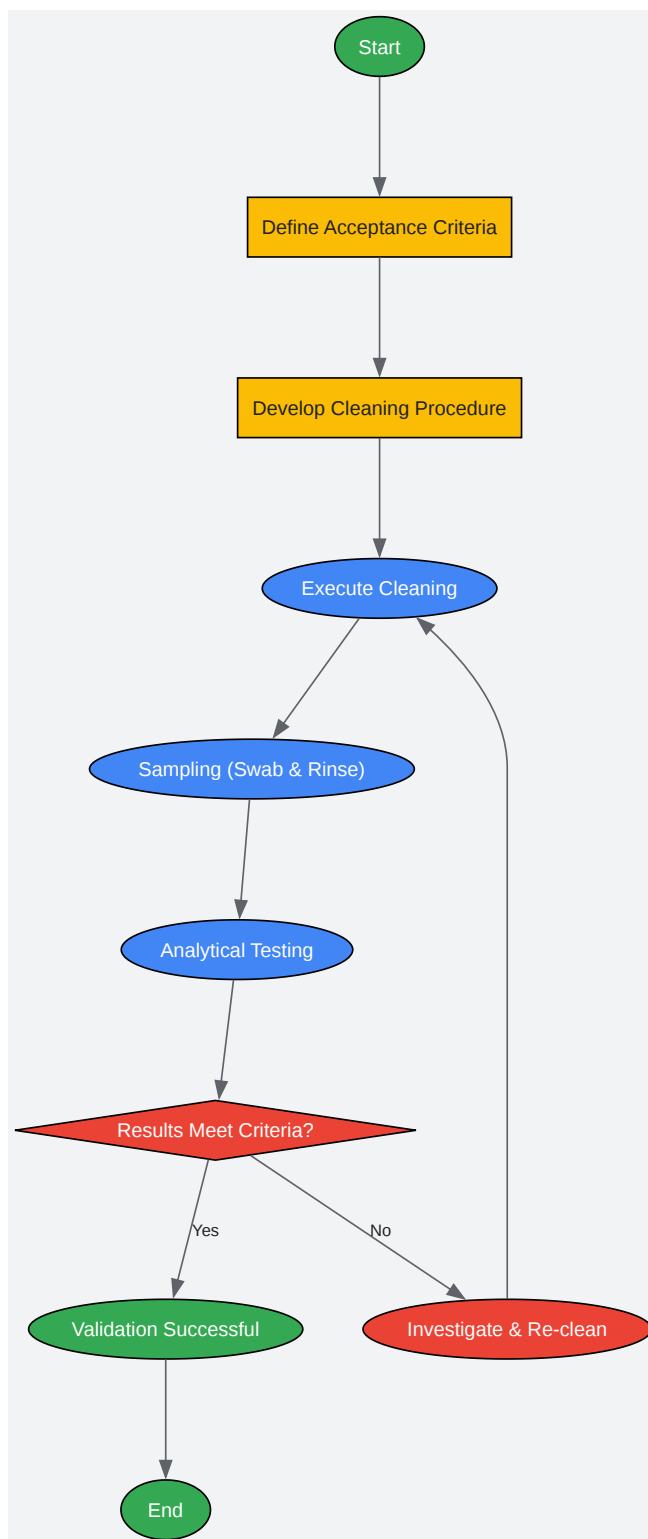 Start
Define Acceptance Criteria
Develop Cleaning Procedure
Execute Cleaning
Sampling (Swab & Rinse)
Analytical Testing
Results Meet Criteria?
Yes
No
Validation Successful
Investigate & Re-clean
End